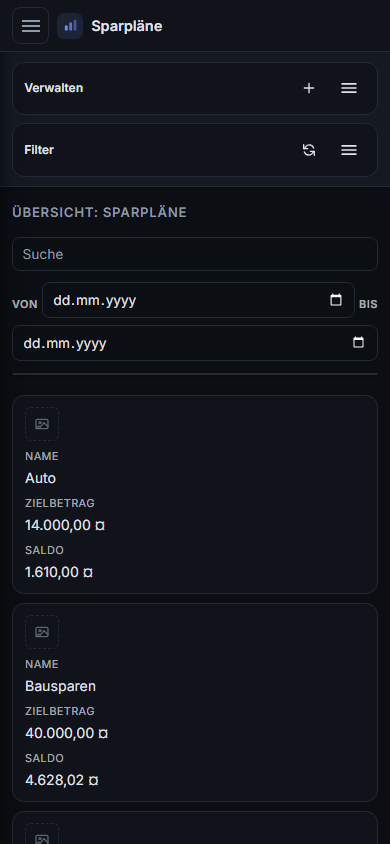 Sparpläne
Verwalten
Filter
ÜBERSICHT: SPARPLÄNE
Suche
VON dd.mm.yyyy BIS
dd.mm.yyyy
NAME
Auto
ZIELBETRAG
14.000,00 ¤
SALDO
1.610,00 ¤
NAME
Bausparen
ZIELBETRAG
40.000,00 ¤
SALDO
4.628,02 ¤